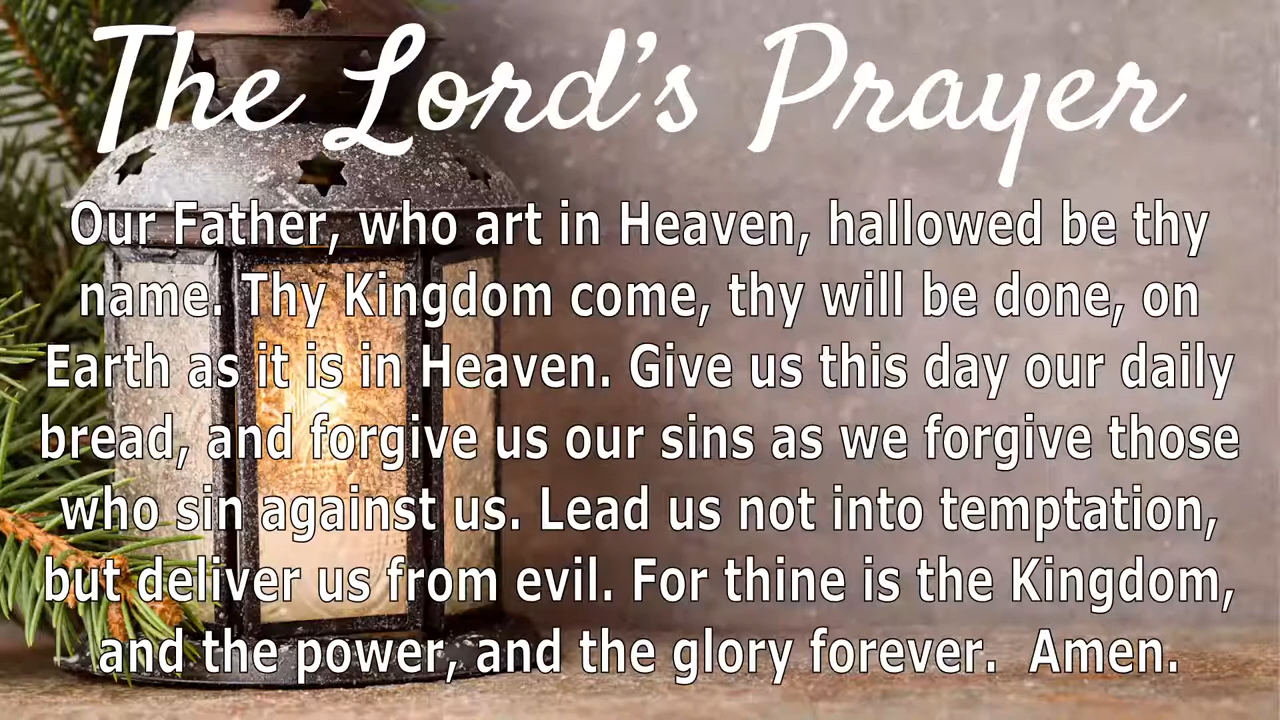 The Lord's Prayer
Our Father, who art in Heaven, hallowed be thy
name. Thy Kingdom come, thy will be done, on
Earth as it is in Heaven. Give us this day our daily
bread, and forgive us our sins as we forgive those
who sin against us. Lead us not into temptation,
but deliver us from evil. For thine is the Kingdom,
and the power, and the glory forever.  Amen.